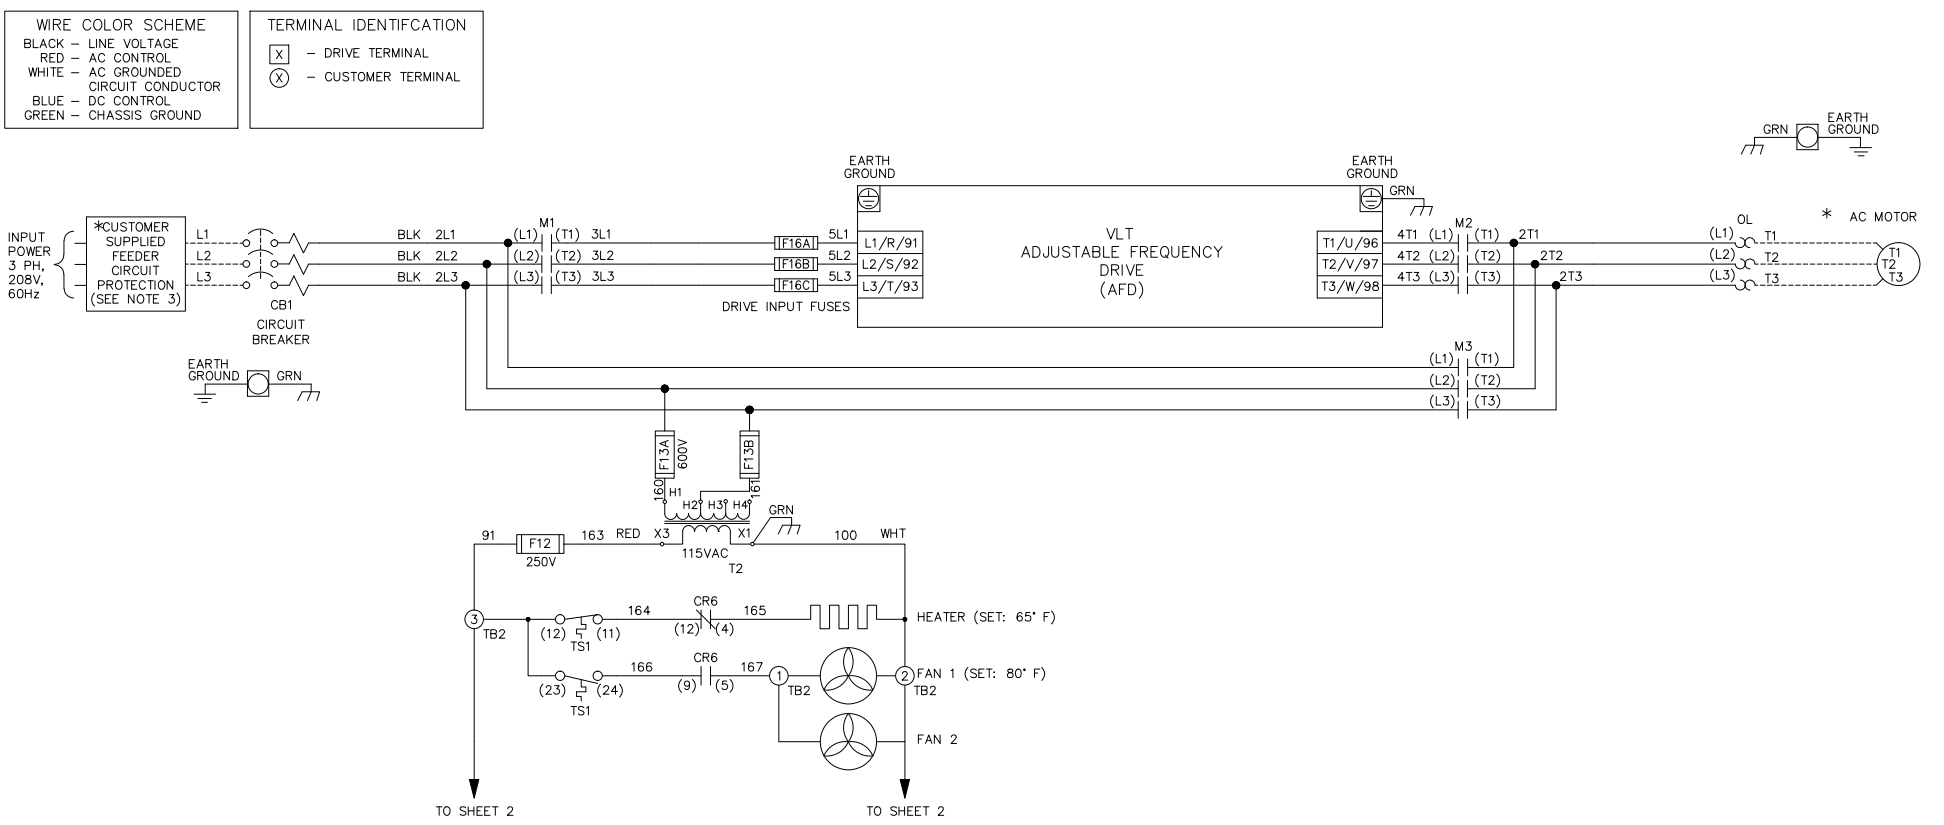 WIRE COLOR SCHEME
BLACK – LINE VOLTAGE
RED – AC CONTROL
WHITE – AC GROUNDED
CIRCUIT CONDUCTOR
BLUE – DC CONTROL
GREEN – CHASSIS GROUND
TERMINAL IDENTIFCATION
X – DRIVE TERMINAL
X – CUSTOMER TERMINAL
INPUT
POWER
3 PH,
208V,
60Hz
*CUSTOMER
SUPPLIED
FEEDER
CIRCUIT
PROTECTION
(SEE NOTE 3)
L1
L2
L3
CB1
CIRCUIT
BREAKER
EARTH
GROUND
GRN
BLK 2L1
BLK 2L2
BLK 2L3
M1
(L1) (T1) 3L1
(L2) (T2) 3L2
(L3) (T3) 3L3
F16A 5L1
F16B 5L2
F16C 5L3
DRIVE INPUT FUSES
EARTH
GROUND
L1/R/91
L2/S/92
L3/T/93
VLT
ADJUSTABLE FREQUENCY
DRIVE
(AFD)
EARTH
GROUND
GRN
T1/U/96
T2/V/97
T3/W/98
M2
4T1 (L1) (T1) 2T1
4T2 (L2) (T2) 2T2
4T3 (L3) (T3) 2T3
M3
(L1) (T1)
(L2) (T2)
(L3) (T3)
GRN
EARTH
GROUND
OL
(L1) T1
(L2) T2
(L3) T3
* AC MOTOR
T1
T2
T3
F13A
600V
F13B
160
161
H1
H2 H3 H4
GRN
91
F12
250V
163 RED X3
X1
115VAC
T2
100 WHT
3
TB2
(12) (11)
TS1
164
CR6
(12) (4)
165
HEATER (SET: 65° F)
(23) (24)
TS1
166
CR6
(9) (5)
167
1
TB2
2
TB2
FAN 1 (SET: 80° F)
FAN 2
TO SHEET 2
TO SHEET 2